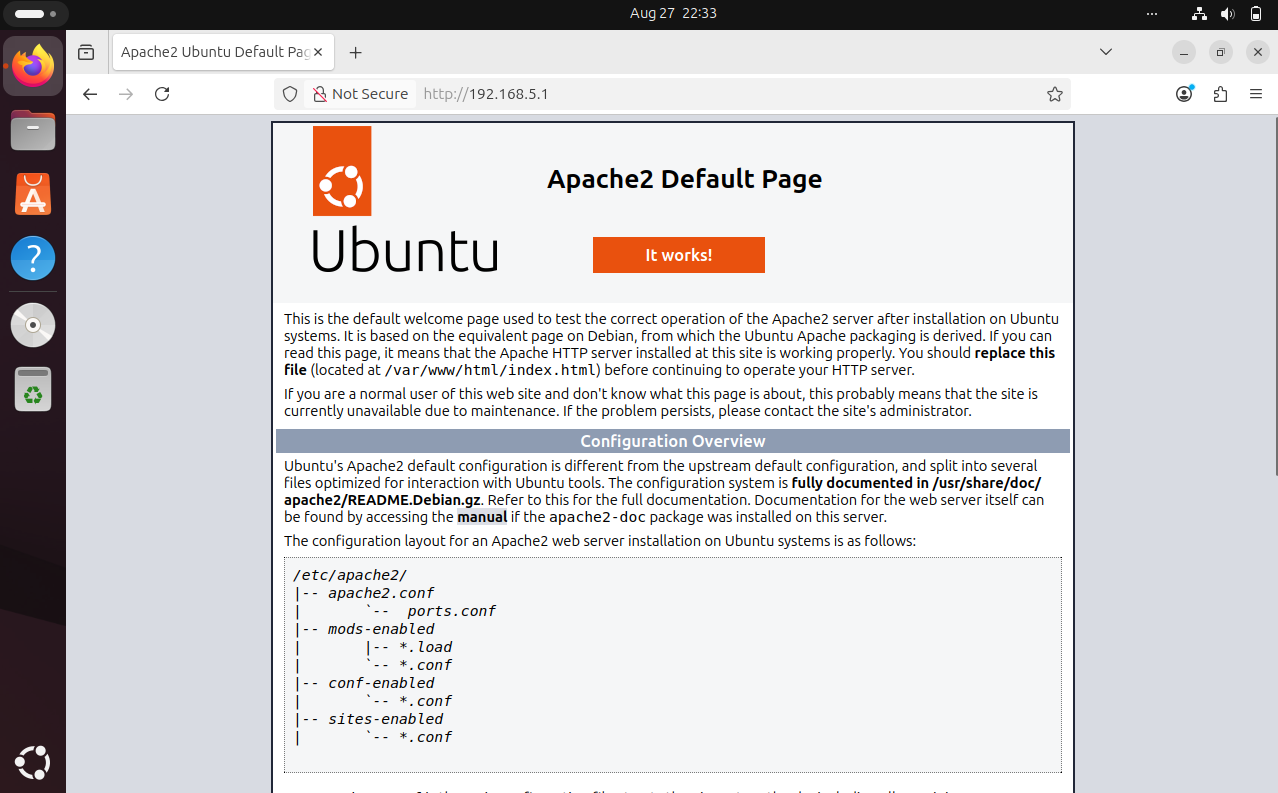 Aug 27 22:33
Apache2 Ubuntu Default Pag
Not Secure http://192.168.5.1
Apache2 Default Page
Ubuntu
It works!
This is the default welcome page used to test the correct operation of the Apache2 server after installation on Ubuntu
systems. It is based on the equivalent page on Debian, from which the Ubuntu Apache packaging is derived. If you can
read this page, it means that the Apache HTTP server installed at this site is working properly. You should replace this
file (located at /var/www/html/index.html) before continuing to operate your HTTP server.
If you are a normal user of this web site and don't know what this page is about, this probably means that the site is
currently unavailable due to maintenance. If the problem persists, please contact the site's administrator.
Configuration Overview
Ubuntu's Apache2 default configuration is different from the upstream default configuration, and split into several
files optimized for interaction with Ubuntu tools. The configuration system is fully documented in /usr/share/doc/
apache2/README.Debian.gz. Refer to this for the full documentation. Documentation for the web server itself can
be found by accessing the manual if the apache2-doc package was installed on this server.
The configuration layout for an Apache2 web server installation on Ubuntu systems is as follows:
/etc/apache2/
|-- apache2.conf
|       `--  ports.conf
|-- mods-enabled
|       |-- *.load
|       `-- *.conf
|-- conf-enabled
|       `-- *.conf
|-- sites-enabled
|       `-- *.conf